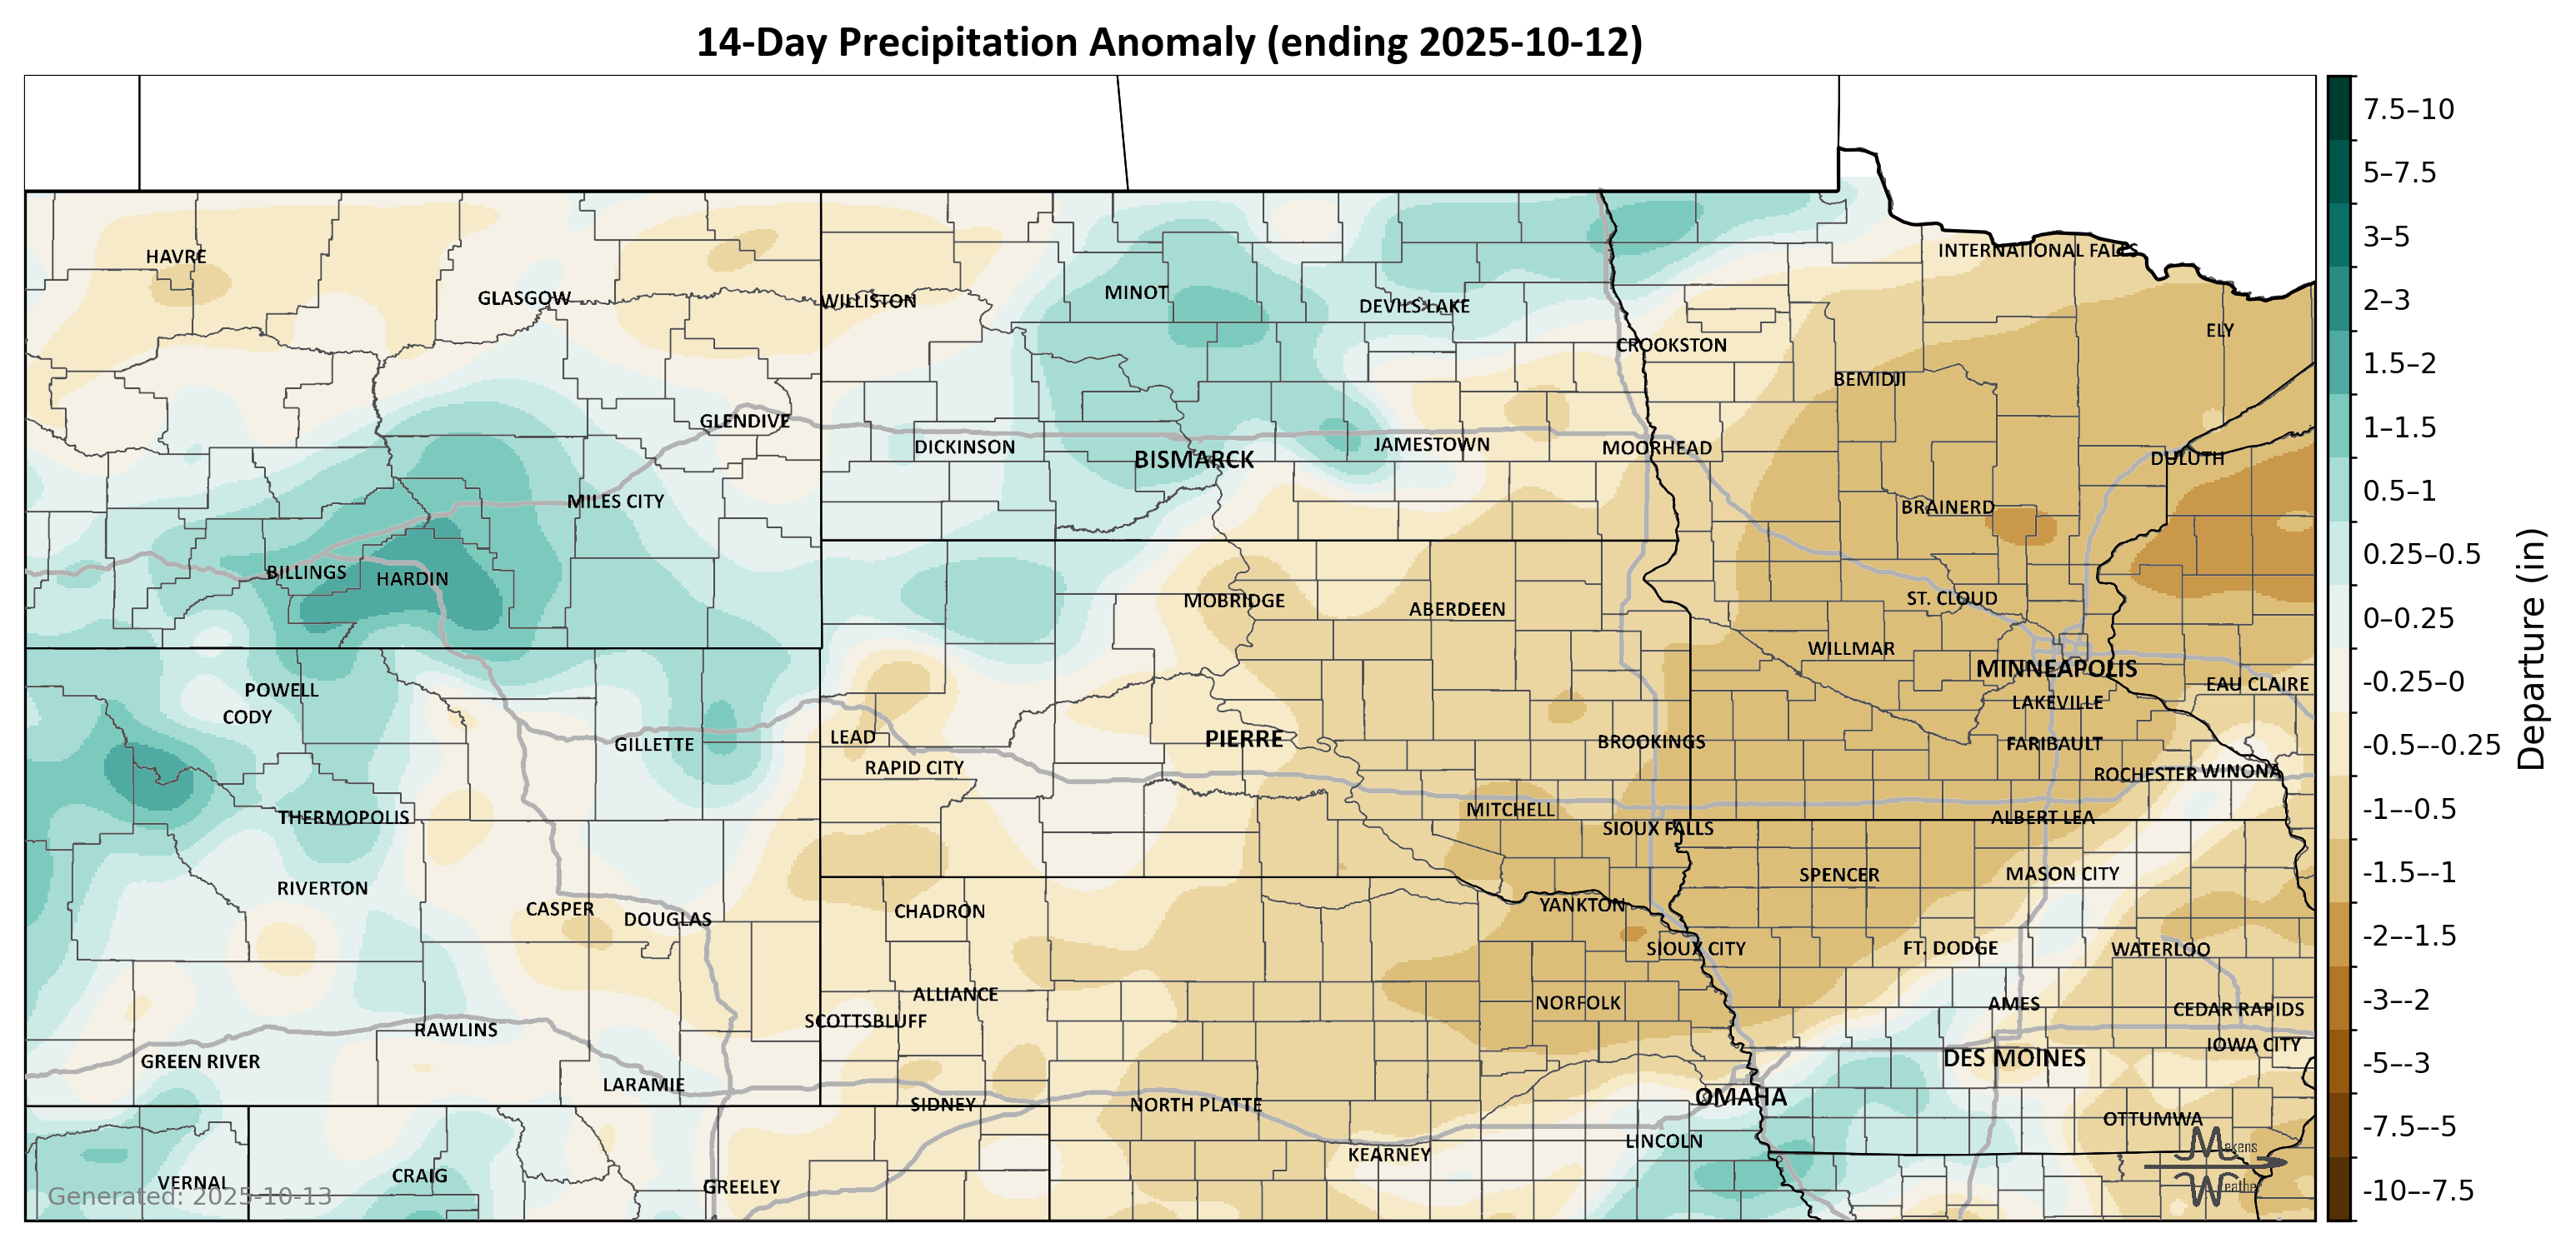 14-Day Precipitation Anomaly (ending 2025-10-12)
HAVRE
GLASGOW
WILLISTON
MINOT
DEVILS LAKE
CROOKSTON
INTERNATIONAL FALLS
ELY
BEMIDJI
GLENDIVE
DICKINSON
BISMARCK
JAMESTOWN
MOORHEAD
DULUTH
MILES CITY
BRAINERD
BILLINGS
HARDIN
MOBRIDGE
ABERDEEN
ST. CLOUD
WILLMAR
MINNEAPOLIS
EAU CLAIRE
LAKEVILLE
POWELL
CODY
GILLETTE
LEAD
RAPID CITY
PIERRE
BROOKINGS
FARIBAULT
ROCHESTER
WINONA
THERMOPOLIS
MITCHELL
SIOUX FALLS
ALBERT LEA
RIVERTON
CASPER
DOUGLAS
CHADRON
YANKTON
SPENCER
MASON CITY
SIOUX CITY
FT. DODGE
WATERLOO
ALLIANCE
SCOTTSBLUFF
NORFOLK
AMES
CEDAR RAPIDS
RAWLINS
GREEN RIVER
LARAMIE
DES MOINES
IOWA CITY
SIDNEY
NORTH PLATTE
OMAHA
OTTUMWA
LINCOLN
KEARNEY
VERNAL
CRAIG
GREELEY
Generated: 2025-10-13
Makens
Weather
7.5–10
5–7.5
3–5
2–3
1.5–2
1–1.5
0.5–1
0.25–0.5
0–0.25
-0.25–0
-0.5–-0.25
-1–-0.5
-1.5–-1
-2–-1.5
-3–-2
-5–-3
-7.5–-5
-10–-7.5
Departure (in)